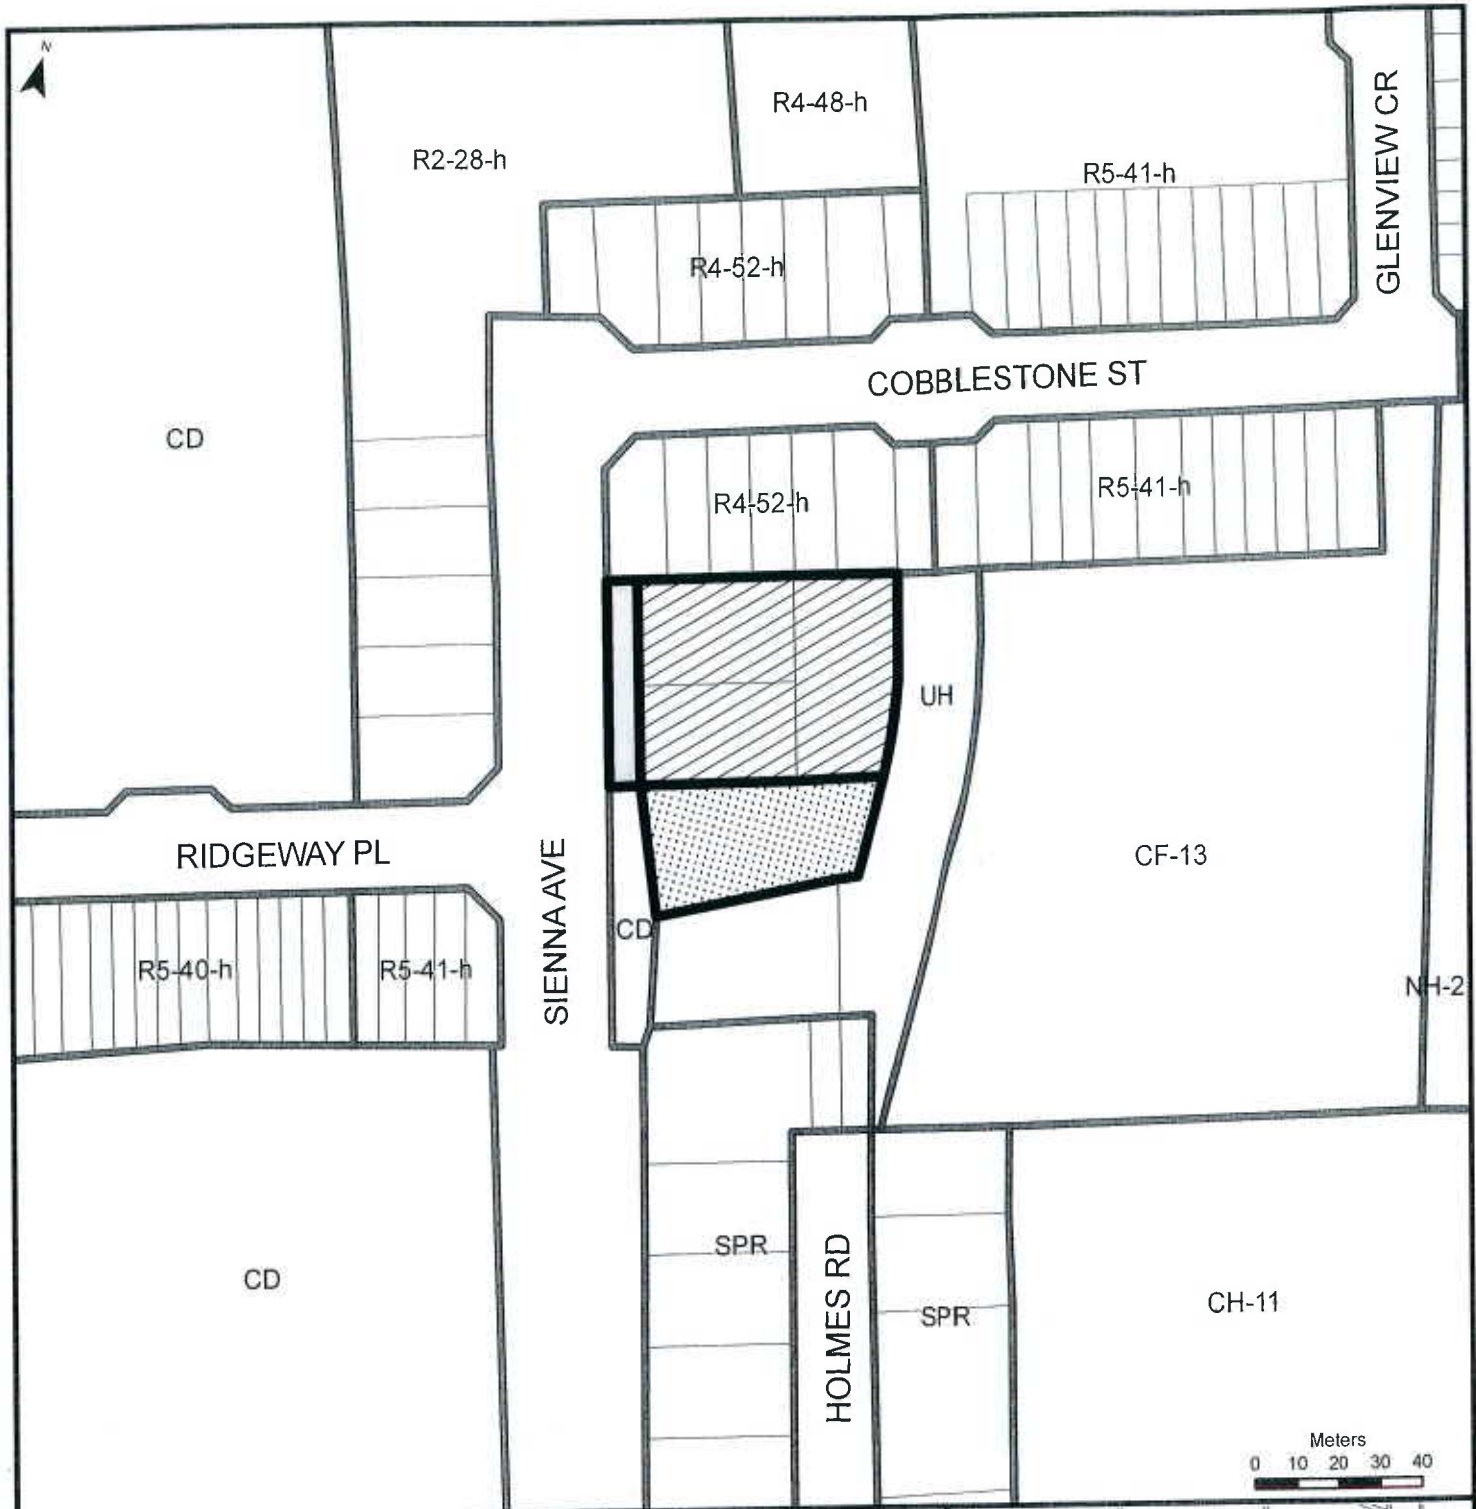 N
R4-48-h
R2-28-h
R5-41-h
GLENVIEW CR
R4-52-h
COBBLESTONE ST
CD
R4-52-h
R5-41-h
UH
RIDGEWAY PL
SIENNA AVE
CF-13
CD
R5-40-h
R5-41-h
NH-2
SPR
CD
HOLMES RD
SPR
CH-11
Meters
0 10 20 30 40